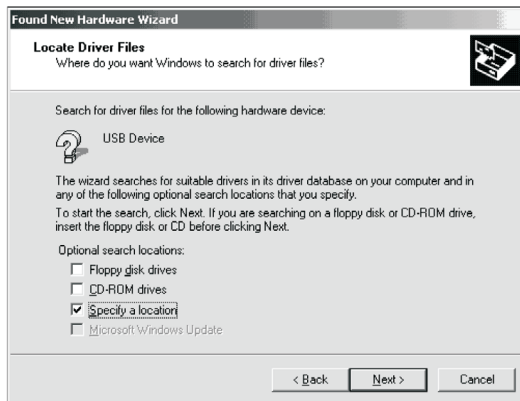 Found New Hardware Wizard
Locate Driver Files
Where do you want Windows to search for driver files?
Search for driver files for the following hardware device:
USB Device
The wizard searches for suitable drivers in its driver database on your computer and in
any of the following optional search locations that you specify.
To start the search, click Next. If you are searching on a floppy disk or CD-ROM drive,
insert the floppy disk or CD before clicking Next.
Optional search locations:
Floppy disk drives
CD-ROM drives
Specify a location
Microsoft Windows Update
< Back Next > Cancel